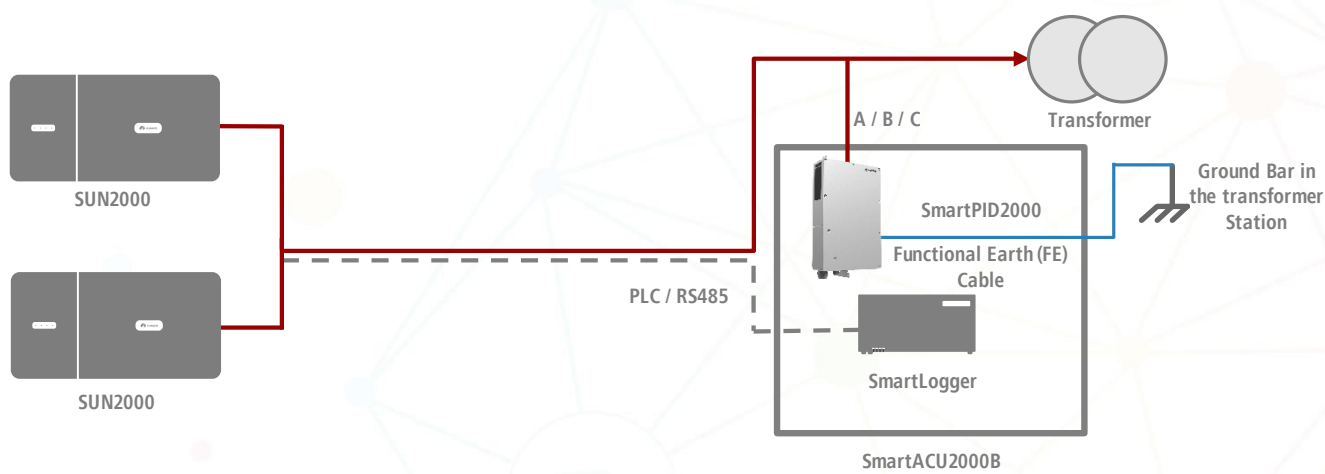 SUN2000
SUN2000
PLC / RS485
A / B / C
Transformer
SmartPID2000
Functional Earth (FE)
Cable
SmartLogger
SmartACU2000B
Ground Bar in
the transformer
Station